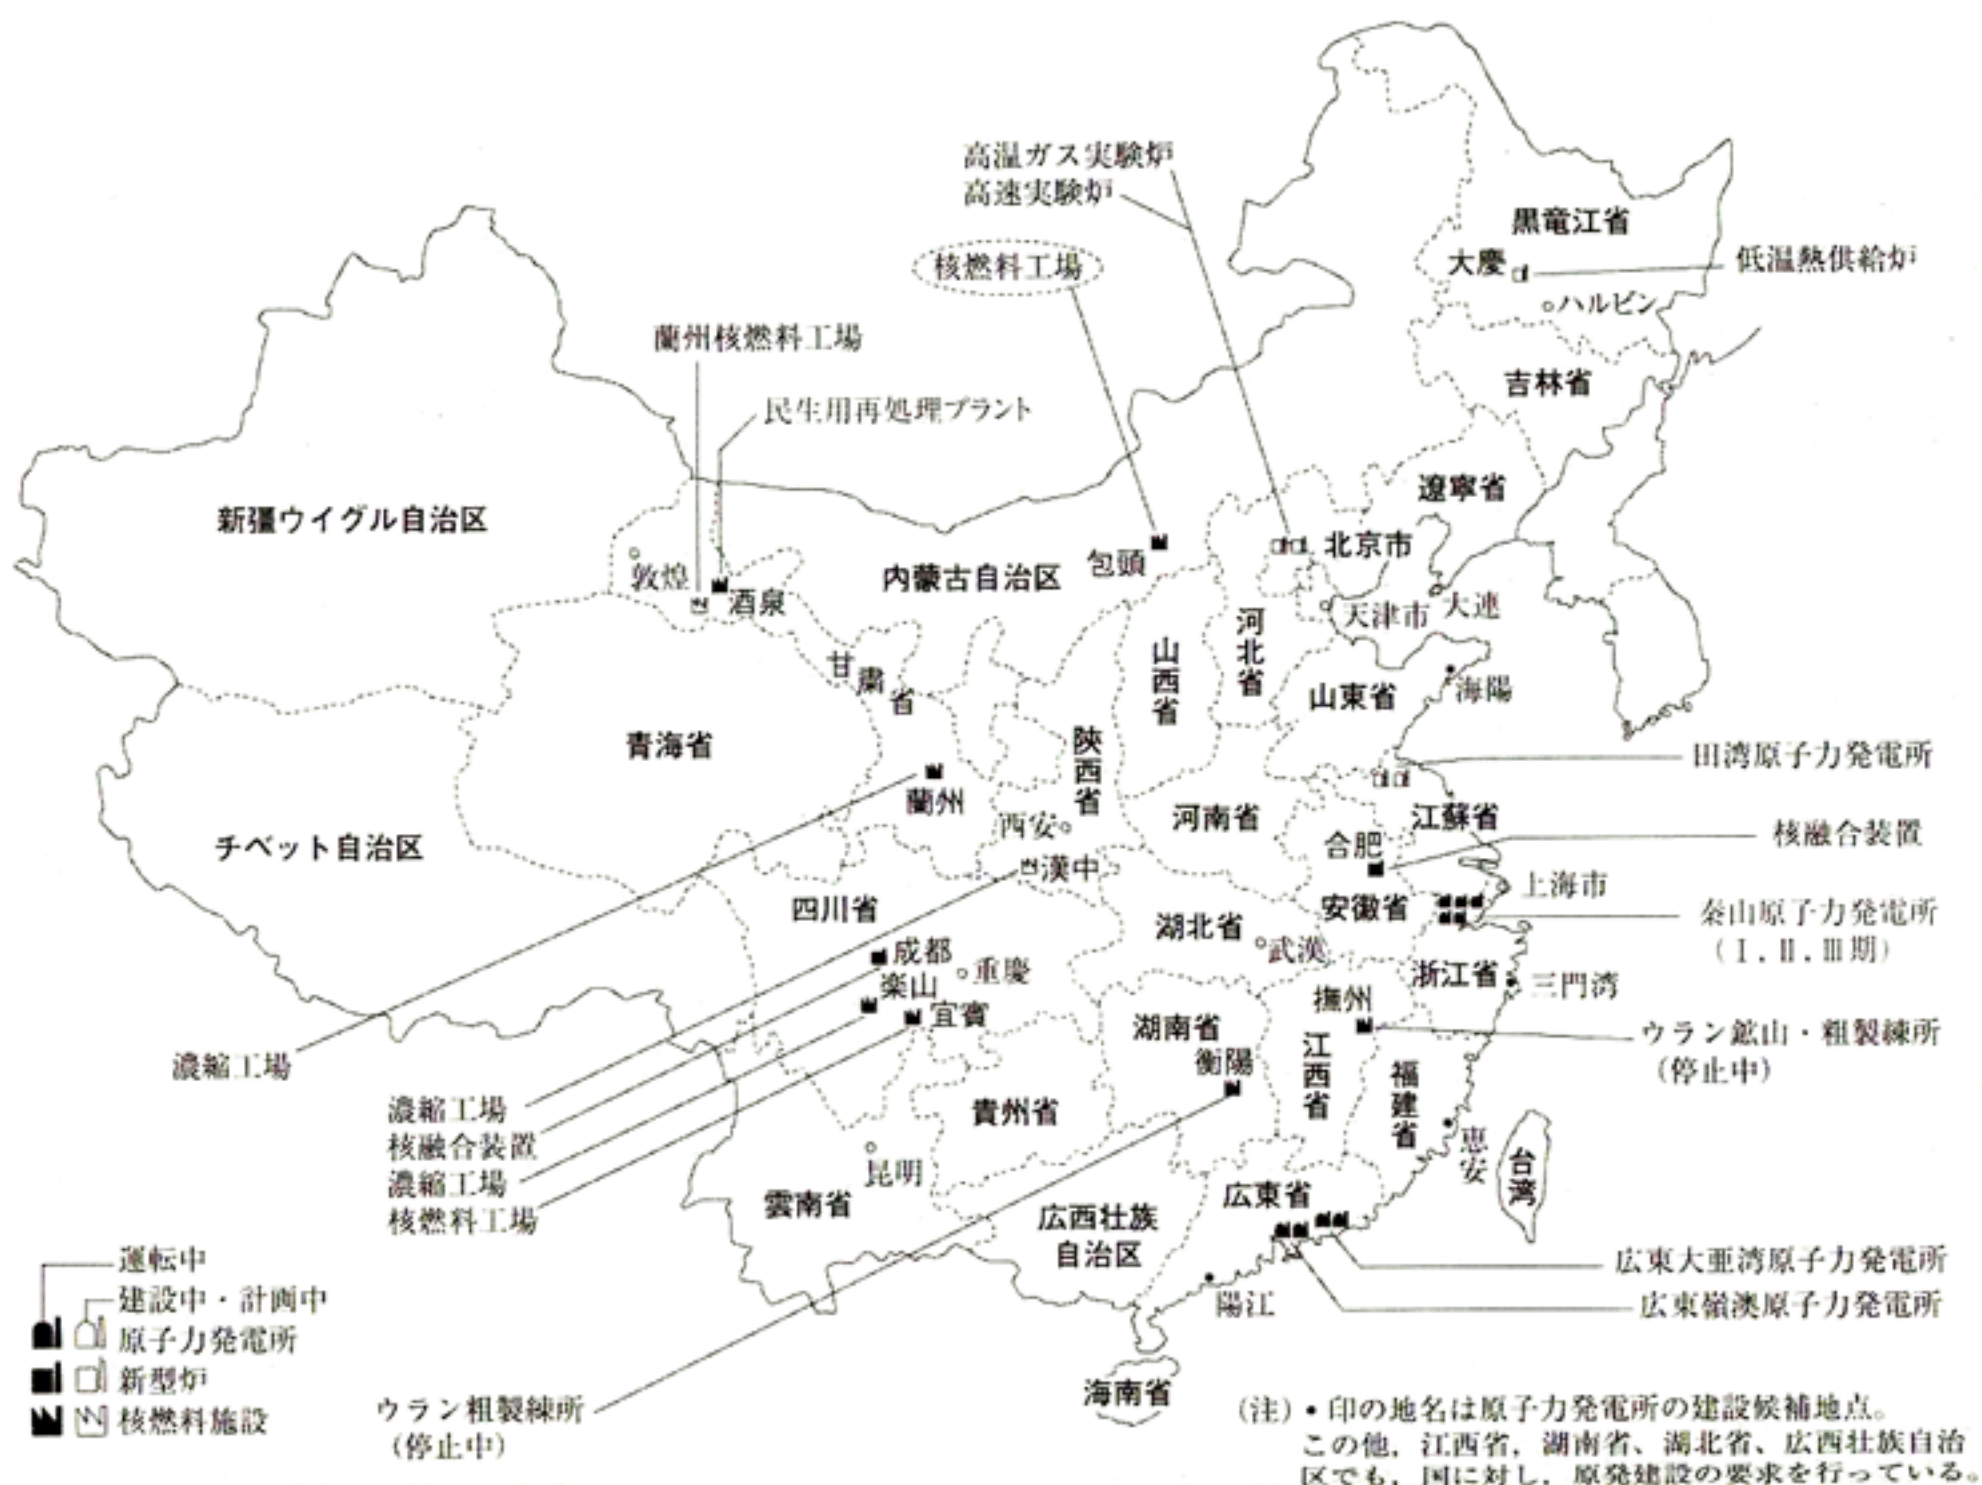 高温ガス実験炉
高速実験炉
核燃料工場
蘭州核燃料工場
民生用再処理プラント
黒竜江省
大慶
低温熱供給炉
ハルビン
吉林省
遼寧省
新疆ウイグル自治区
敦煌
酒泉
内蒙古自治区
包頭
北京市
天津市
大連
河北省
山西省
山東省
海陽
甘粛省
青海省
陝西省
田湾原子力発電所
蘭州
西安
河南省
江蘇省
合肥
核融合装置
チベット自治区
漢中
四川省
湖北省
武漢
安徽省
上海市
秦山原子力発電所
(Ⅰ,Ⅱ,Ⅲ期)
成都
重慶
楽山
宜賓
浙江省
三門湾
撫州
湖南省
衡陽
江西省
ウラン鉱山・粗製練所
(停止中)
福建省
恵安
台湾
濃縮工場
濃縮工場
核融合装置
濃縮工場
核燃料工場
貴州省
昆明
雲南省
広西壮族
自治区
広東省
陽江
広東大亜湾原子力発電所
広東嶺澳原子力発電所
海南省
運転中
建設中・計画中
原子力発電所
新型炉
核燃料施設
ウラン粗製練所
(停止中)
(注)・印の地名は原子力発電所の建設候補地点。
この他,江西省,湖南省、湖北省、広西壮族自治
区でも,国に対し,原発建設の要求を行っている。